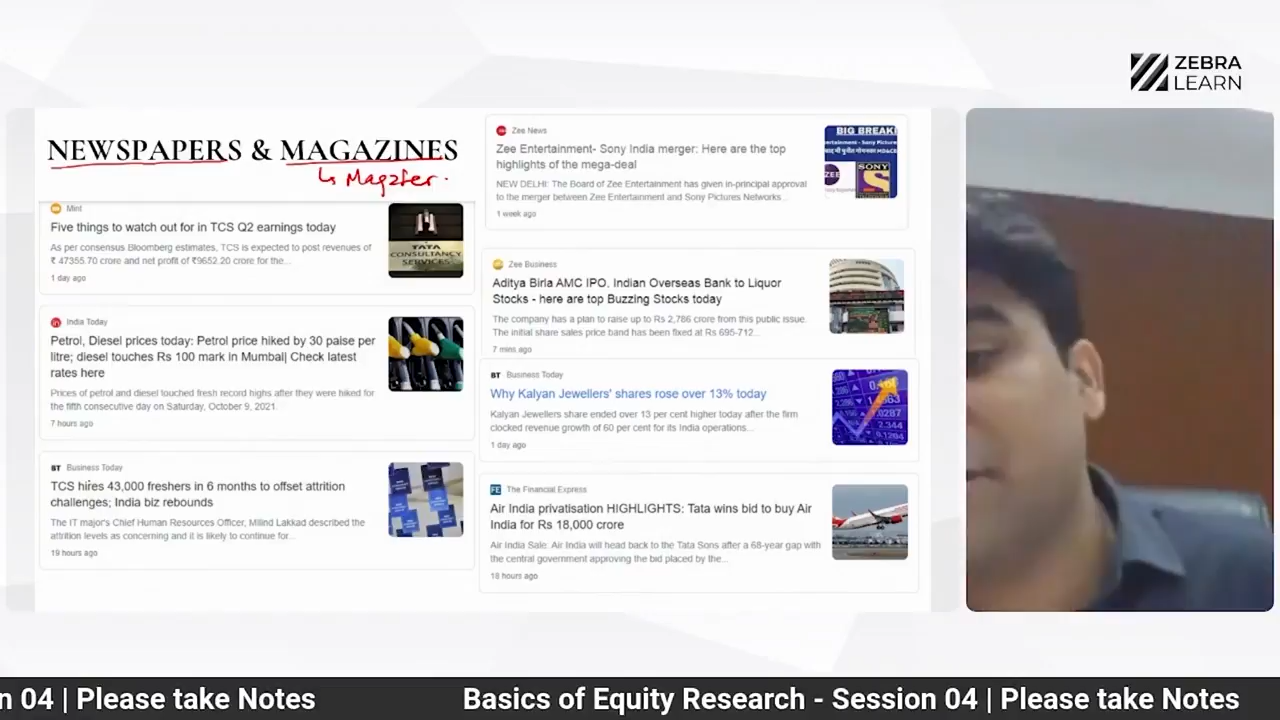 ZEBRA
LEARN
NEWSPAPERS & MAGAZINES
↳ Magzter.
Mint
Five things to watch out for in TCS Q2 earnings today
As per consensus Bloomberg estimates, TCS is expected to post revenues of
₹ 47355.70 crore and net profit of ₹9652.20 crore for the...
1 day ago
TATA
CONSULTANCY
SERVICES
India Today
Petrol, Diesel prices today: Petrol price hiked by 30 paise per
litre; diesel touches Rs 100 mark in Mumbai| Check latest
rates here
Prices of petrol and diesel touched fresh record highs after they were hiked for
the fifth consecutive day on Saturday, October 9, 2021.
7 hours ago
BT Business Today
TCS hires 43,000 freshers in 6 months to offset attrition
challenges; India biz rebounds
The IT major's Chief Human Resources Officer, Milind Lakkad described the
attrition levels as concerning and it is likely to continue for...
19 hours ago
Zee News
Zee Entertainment- Sony India merger: Here are the top
highlights of the mega-deal
NEW DELHI: The Board of Zee Entertainment has given in-principal approval
to the merger between Zee Entertainment and Sony Pictures Networks...
1 week ago
BIG BREAKI
ertainment - Sony Picture
ZEE
SONY
Zee Business
Aditya Birla AMC IPO, Indian Overseas Bank to Liquor
Stocks - here are top Buzzing Stocks today
The company has a plan to raise up to Rs 2,786 crore from this public issue.
The initial share sales price band has been fixed at Rs 695-712...
7 mins ago
BT Business Today
Why Kalyan Jewellers' shares rose over 13% today
Kalyan Jewellers share ended over 13 per cent higher today after the firm
clocked revenue growth of 60 per cent for its India operations...
1 day ago
FE The Financial Express
Air India privatisation HIGHLIGHTS: Tata wins bid to buy Air
India for Rs 18,000 crore
Air India Sale: Air India will head back to the Tata Sons after a 68-year gap with
the central government approving the bid placed by the...
18 hours ago
n 04 | Please take Notes
Basics of Equity Research - Session 04 | Please take Notes